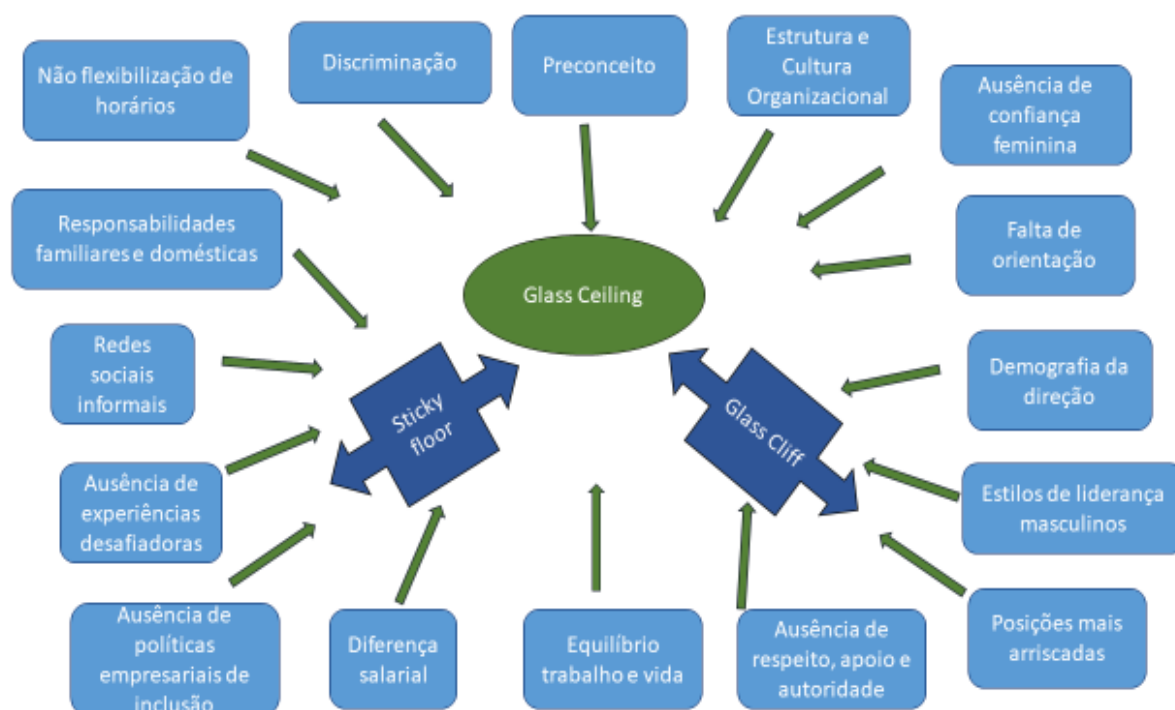 Não flexibilização de
horários
Discriminação
Preconceito
Estrutura e
Cultura
Organizacional
Ausência de
confiança
feminina
Responsabilidades
familiares e domésticas
Falta de
orientação
Glass Ceiling
Redes
sociais
informais
Sticky
floor
Glass Cliff
Demografia da
direção
Ausência de
experiências
desafiadoras
Estilos de liderança
masculinos
Ausência de
políticas
empresariais de
inclusão
Diferença
salarial
Equilíbrio
trabalho e vida
Ausência de
respeito, apoio e
autoridade
Posições mais
arriscadas